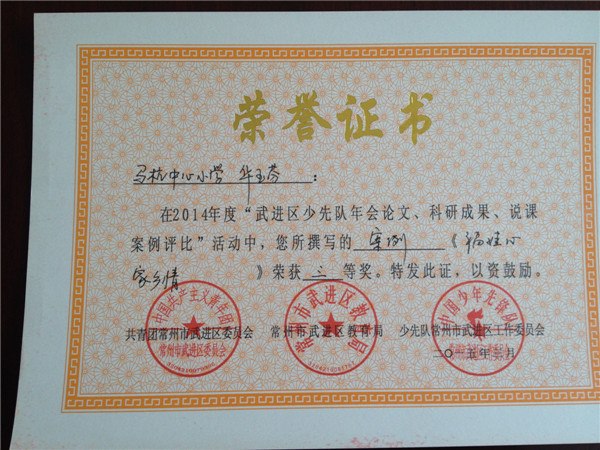 荣誉证书
马杭中心小学 华玉芬 :
在2014年度“武进区少先队年会论文、科研成果、说课
案例评比”活动中，您所撰写的 案例 《福娃心
家乡情 》荣获 三 等奖。特发此证，以资鼓励。
共青团常州市武进区委员会 常州市武进区教育局 少先队常州市武进区工作委员会
二〇一五年二月